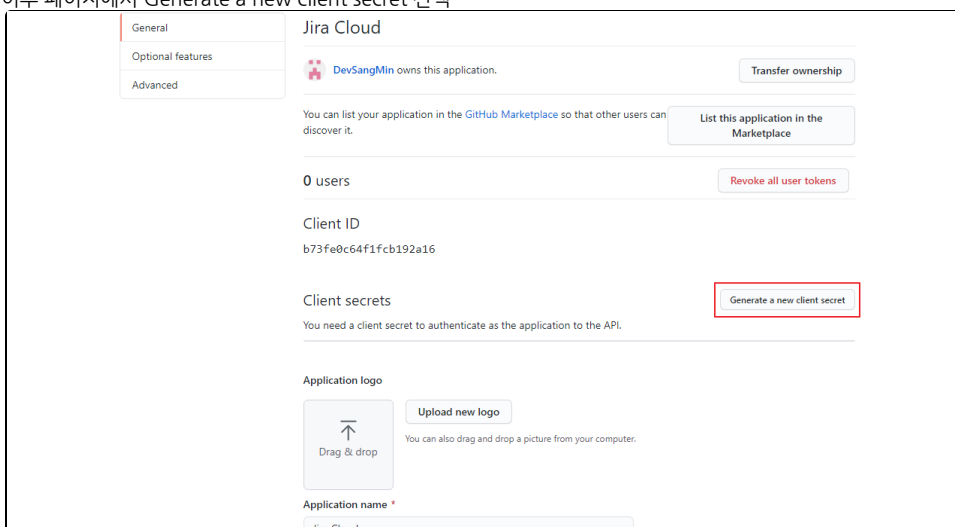 이후 페이지에서 Generate a new client secret 선택
General
Jira Cloud
Optional features
DevSangMin owns this application.
Transfer ownership
Advanced
You can list your application in the GitHub Marketplace so that other users can
discover it.
List this application in the
Marketplace
0 users
Revoke all user tokens
Client ID
b73fe0c64f1fcb192a16
Client secrets
Generate a new client secret
You need a client secret to authenticate as the application to the API.
Application logo
Upload new logo
Drag & drop
You can also drag and drop a picture from your computer.
Application name *
Jira Cloud